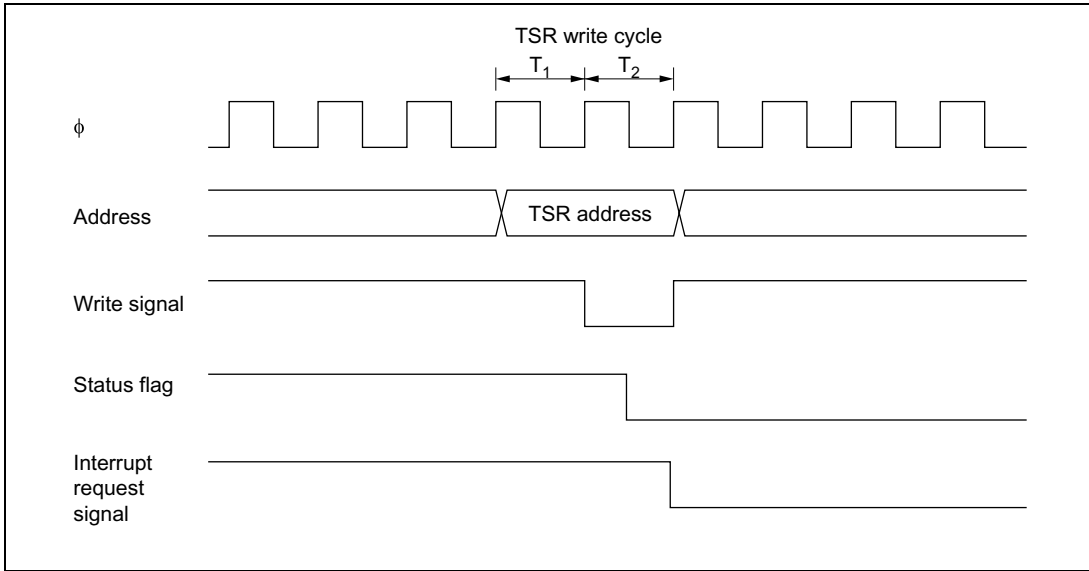 TSR write cycle
T1 T2
ϕ
Address
TSR address
Write signal
Status flag
Interrupt
request
signal